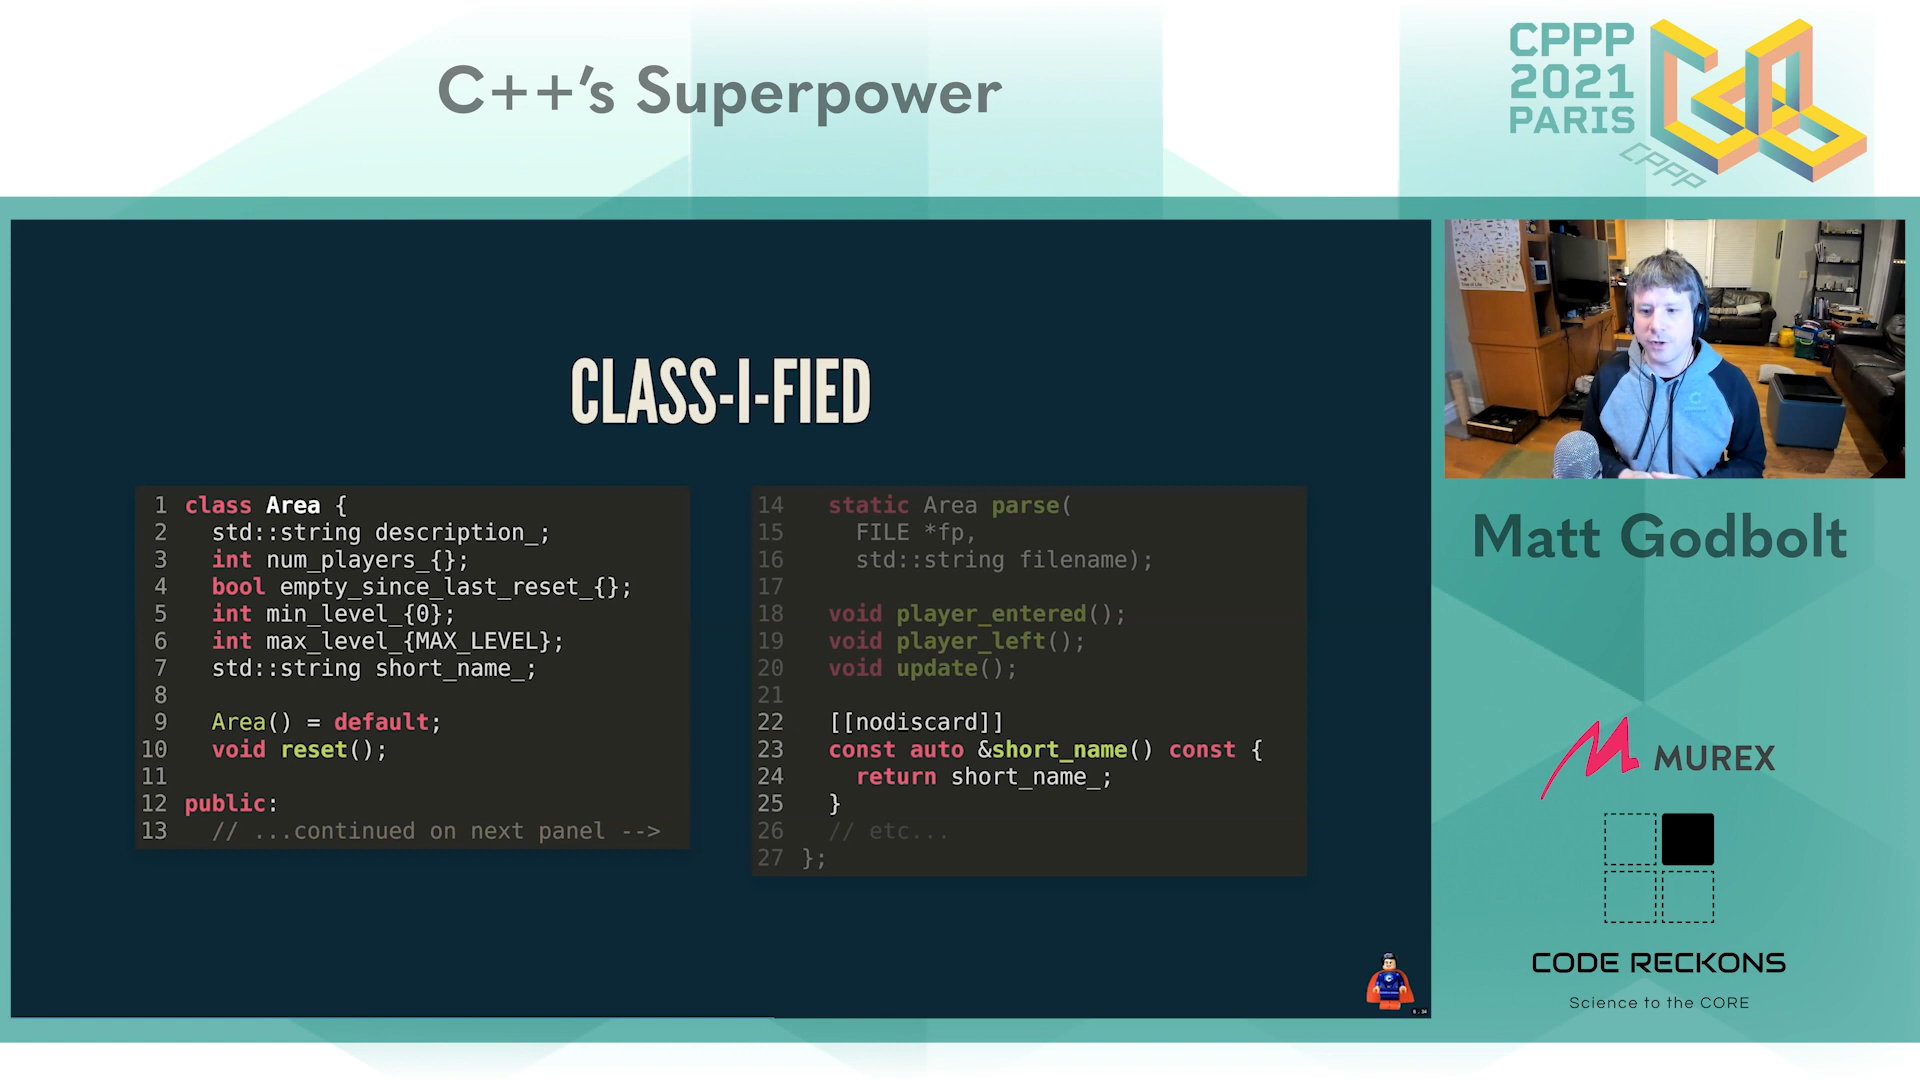 C++'s Superpower
CPPP
2021
PARIS
CPPP
CLASS-I-FIED
1 class Area {
2 std::string description_;
3 int num_players_{};
4 bool empty_since_last_reset_{};
5 int min_level_{0};
6 int max_level_{MAX_LEVEL};
7 std::string short_name_;
8
9 Area() = default;
10 void reset();
11
12 public:
13 // ...continued on next panel -->
14 static Area parse(
15 FILE *fp,
16 std::string filename);
17
18 void player_entered();
19 void player_left();
20 void update();
21
22 [[nodiscard]]
23 const auto &short_name() const {
24 return short_name_;
25 }
26 // etc...
27 };
Matt Godbolt
MUREX
CODE RECKONS
Science to the CORE